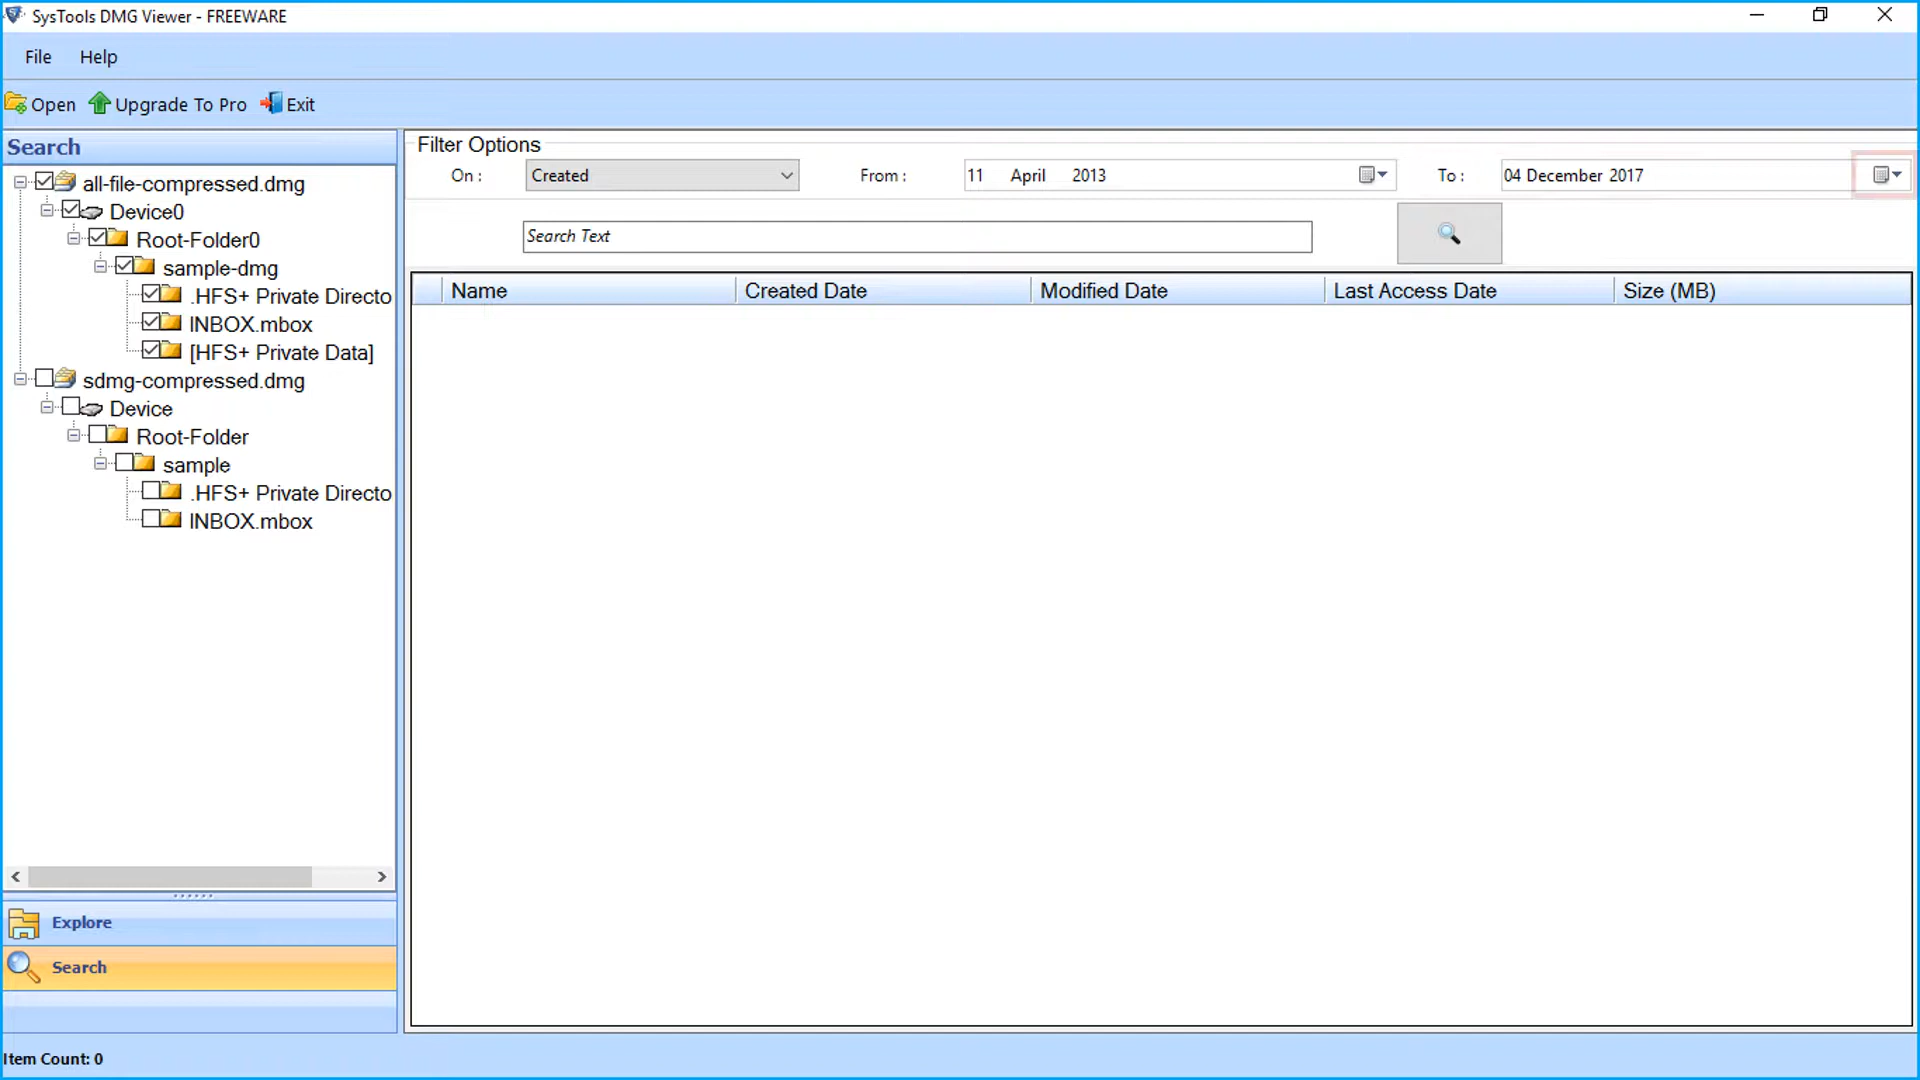 SysTools DMG Viewer - FREEWARE
File Help
Open Upgrade To Pro Exit
Search
all-file-compressed.dmg
Device0
Root-Folder0
sample-dmg
.HFS+ Private Directo
INBOX.mbox
[HFS+ Private Data]
sdmg-compressed.dmg
Device
Root-Folder
sample
.HFS+ Private Directo
INBOX.mbox
Explore
Search
Filter Options
On : Created From : 11 April 2013 To : 04 December 2017
Search Text
Name Created Date Modified Date Last Access Date Size (MB)
Item Count: 0